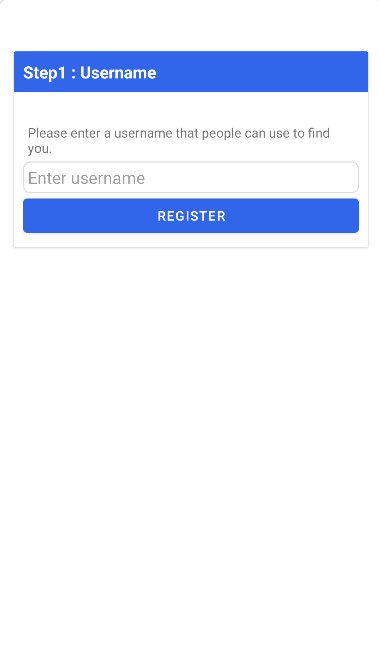 Step1 : Username
Please enter a username that people can use to find
you.
Enter username
REGISTER